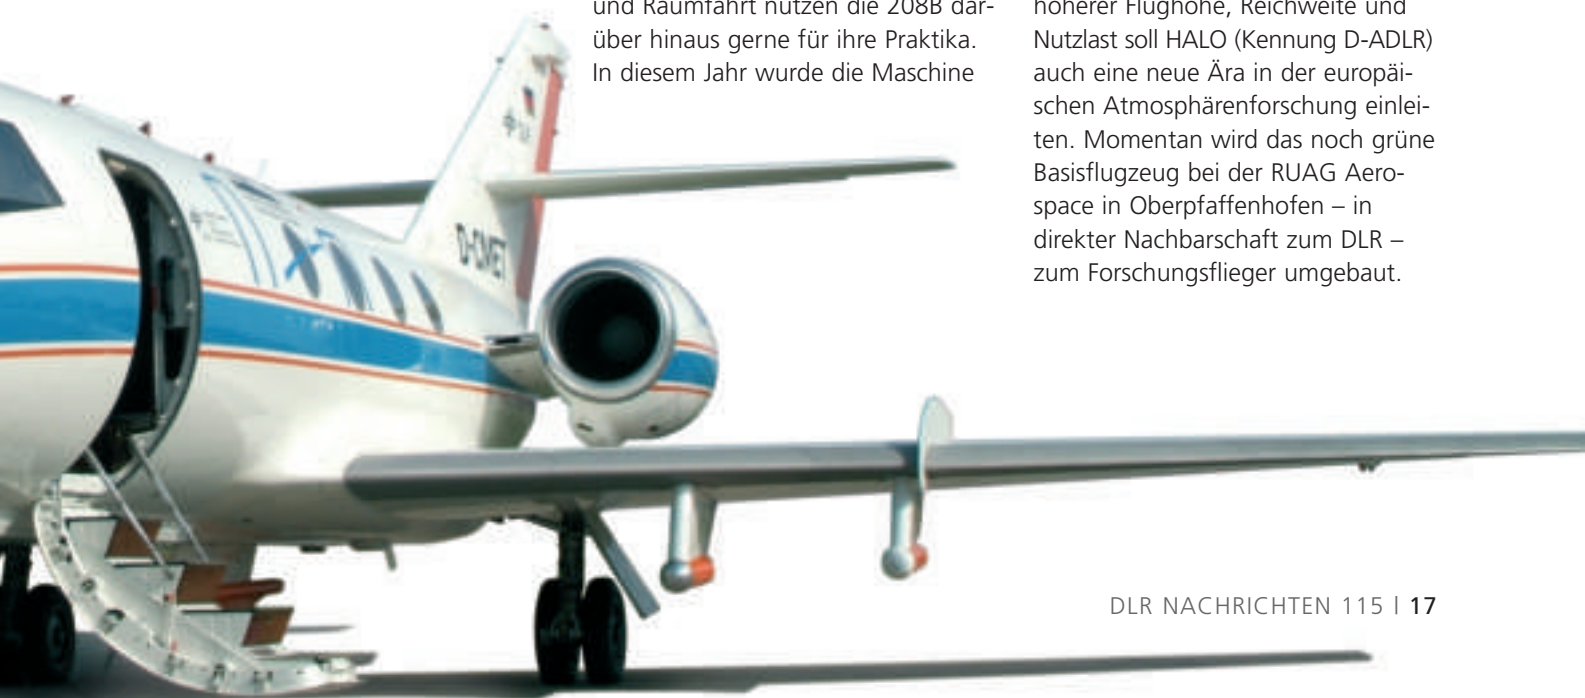 und Raumfahrt nutzen die 208B dar-
über hinaus gerne für ihre Praktika.
In diesem Jahr wurde die Maschine
höherer Flughöhe, Reichweite und
Nutzlast soll HALO (Kennung D-ADLR)
auch eine neue Ära in der europäi-
schen Atmosphärenforschung einlei-
ten. Momentan wird das noch grüne
Basisflugzeug bei der RUAG Aero-
space in Oberpfaffenhofen – in
direkter Nachbarschaft zum DLR –
zum Forschungsflieger umgebaut.
D-CMET
DLR NACHRICHTEN 115 | 17